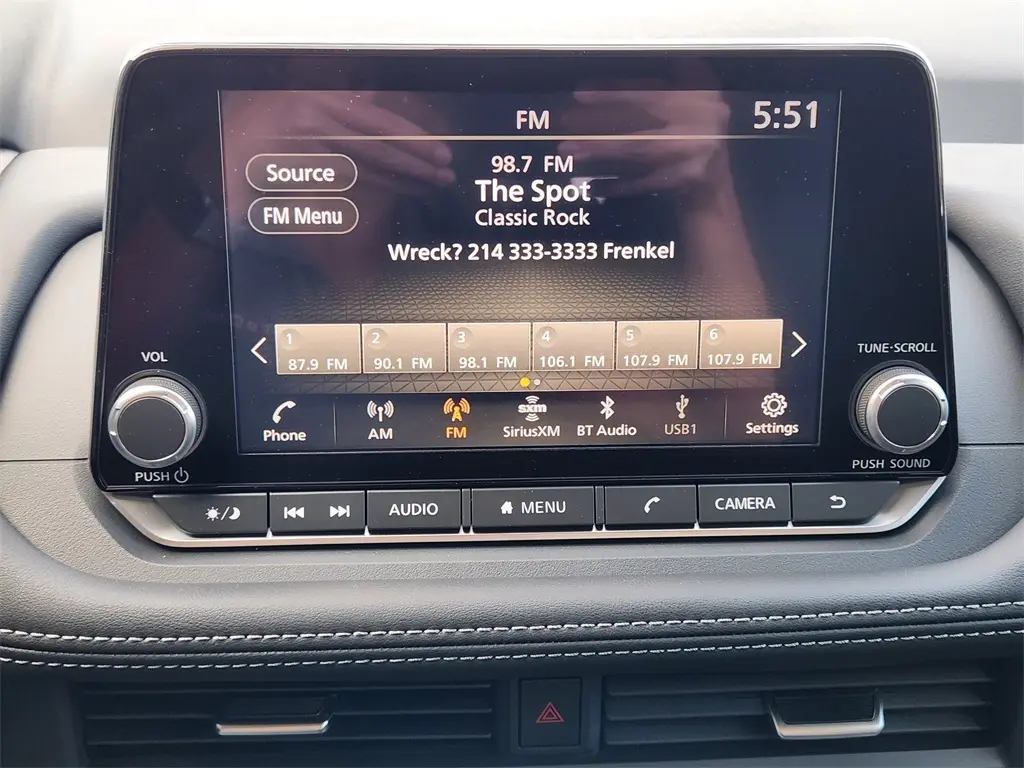 FM
5:51
Source
FM Menu
98.7 FM
The Spot
Classic Rock
Wreck? 214 333-3333 Frenkel
1 2 3 4 5 6
87.9 FM 90.1 FM 98.1 FM 106.1 FM 107.9 FM 107.9 FM
VOL
TUNE·SCROLL
Phone AM FM SiriusXM BT Audio USB1 Settings
sxm
PUSH
PUSH SOUND
AUDIO MENU CAMERA